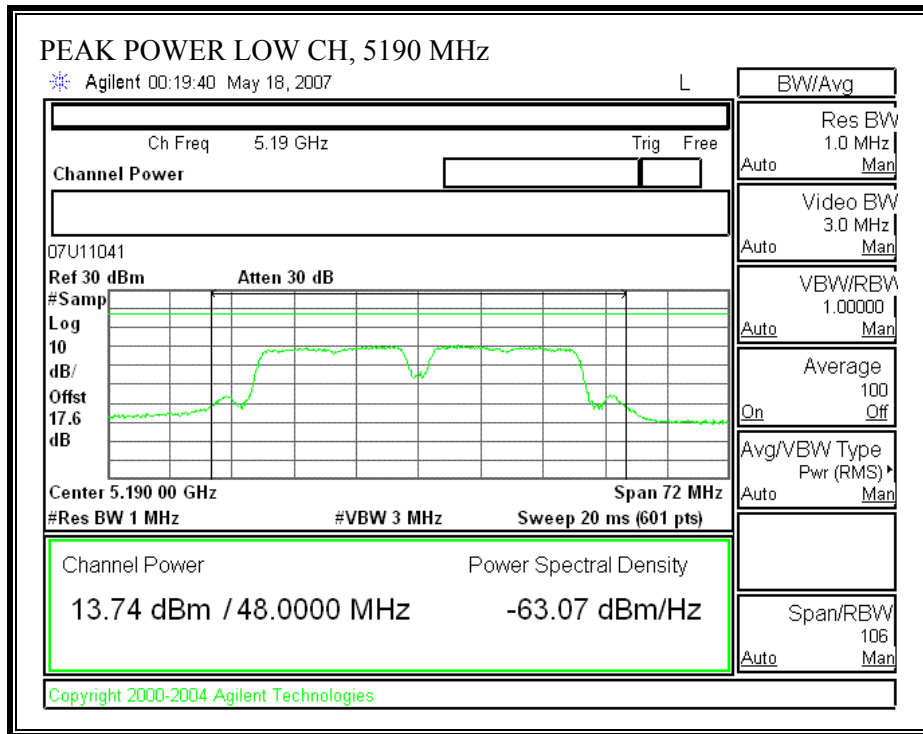 PEAK POWER LOW CH, 5190 MHz
Agilent 00:19:40 May 18, 2007 L
Ch Freq 5.19 GHz Trig Free
Channel Power
07U11041
Ref 30 dBm Atten 30 dB
#Samp
Log
10
dB/
Offst
17.6
dB
Center 5.190 00 GHz Span 72 MHz
#Res BW 1 MHz #VBW 3 MHz Sweep 20 ms (601 pts)
Channel Power Power Spectral Density
13.74 dBm / 48.0000 MHz -63.07 dBm/Hz
Copyright 2000-2004 Agilent Technologies
BW/Avg
Res BW
1.0 MHz
Auto Man
Video BW
3.0 MHz
Auto Man
VBW/RBW
1.00000
Auto Man
Average
100
On Off
Avg/VBW Type
Pwr (RMS)
Auto Man
Span/RBW
106
Auto Man